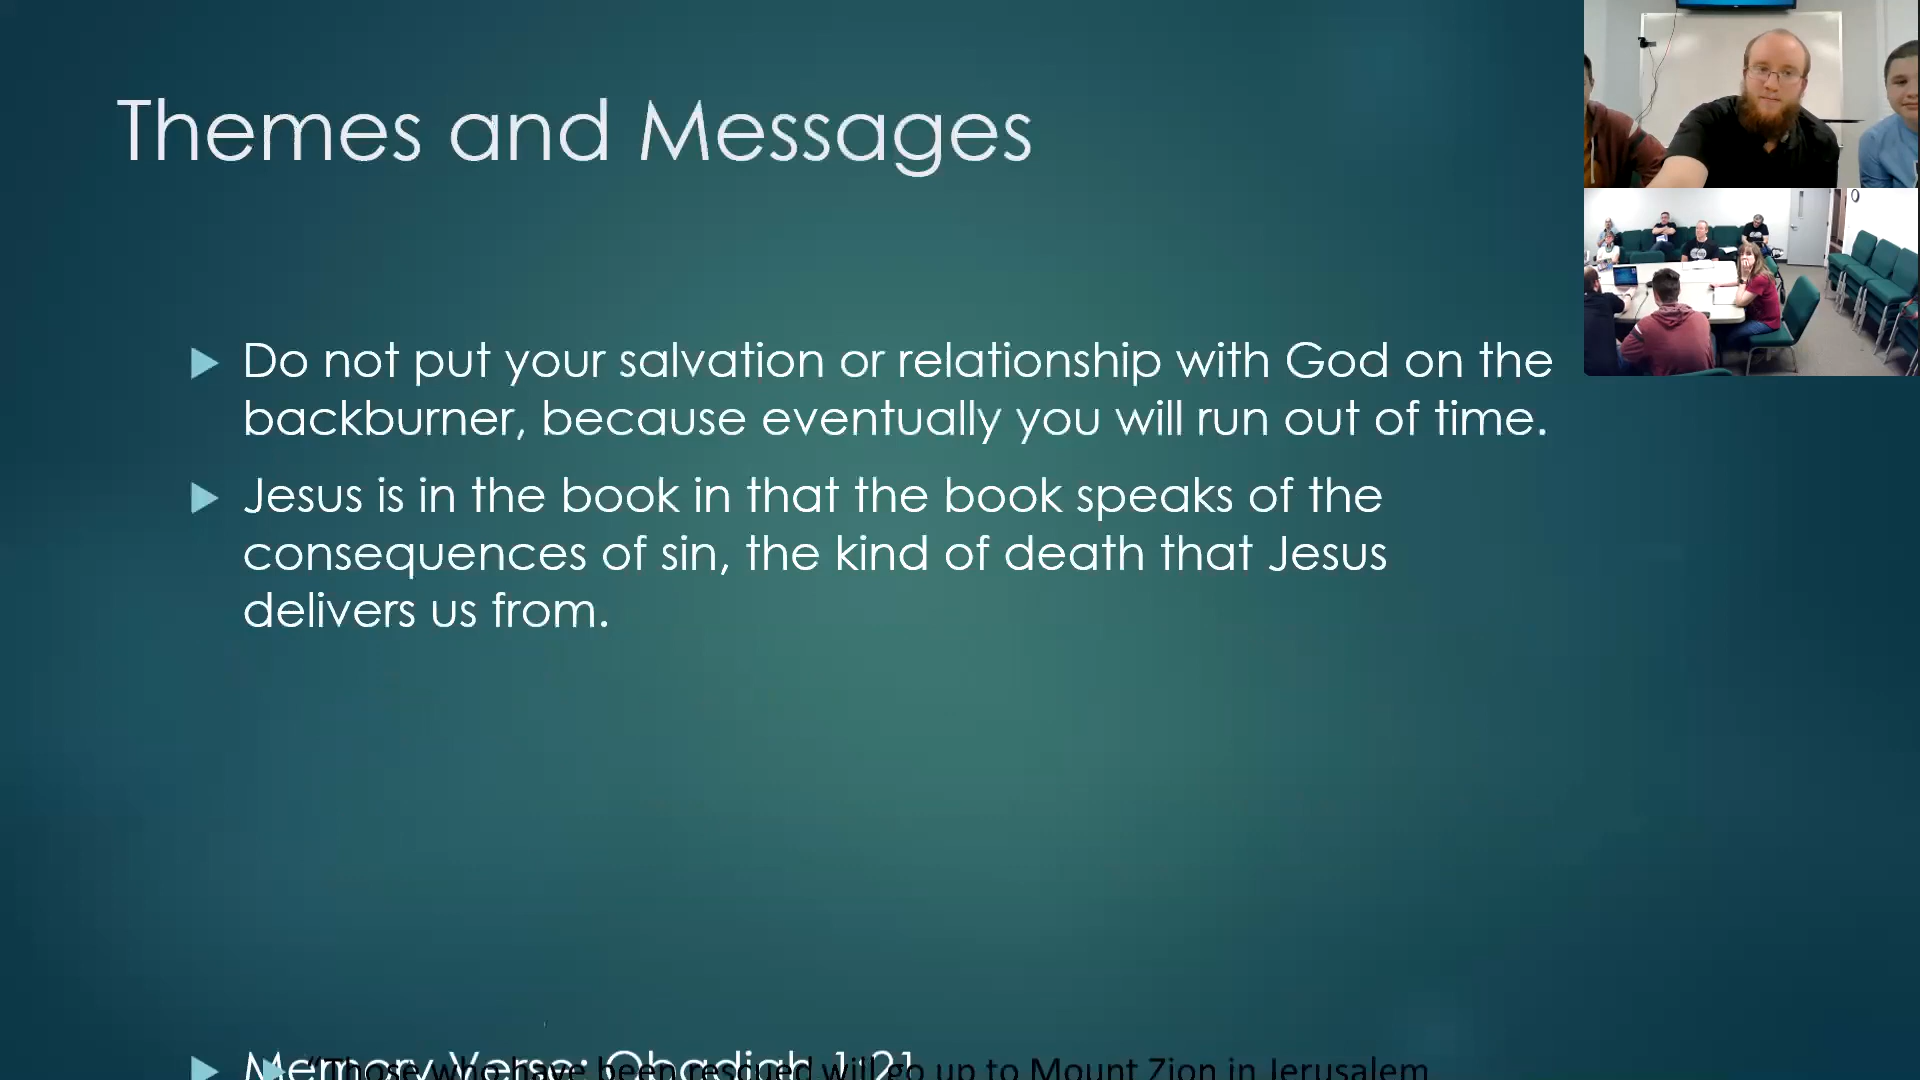 Themes and Messages
Do not put your salvation or relationship with God on the
backburner, because eventually you will run out of time.
Jesus is in the book in that the book speaks of the
consequences of sin, the kind of death that Jesus
delivers us from.
Memory Verse: Obadiah 1:21
“Those who have been rescued will go up to Mount Zion in Jerusalem